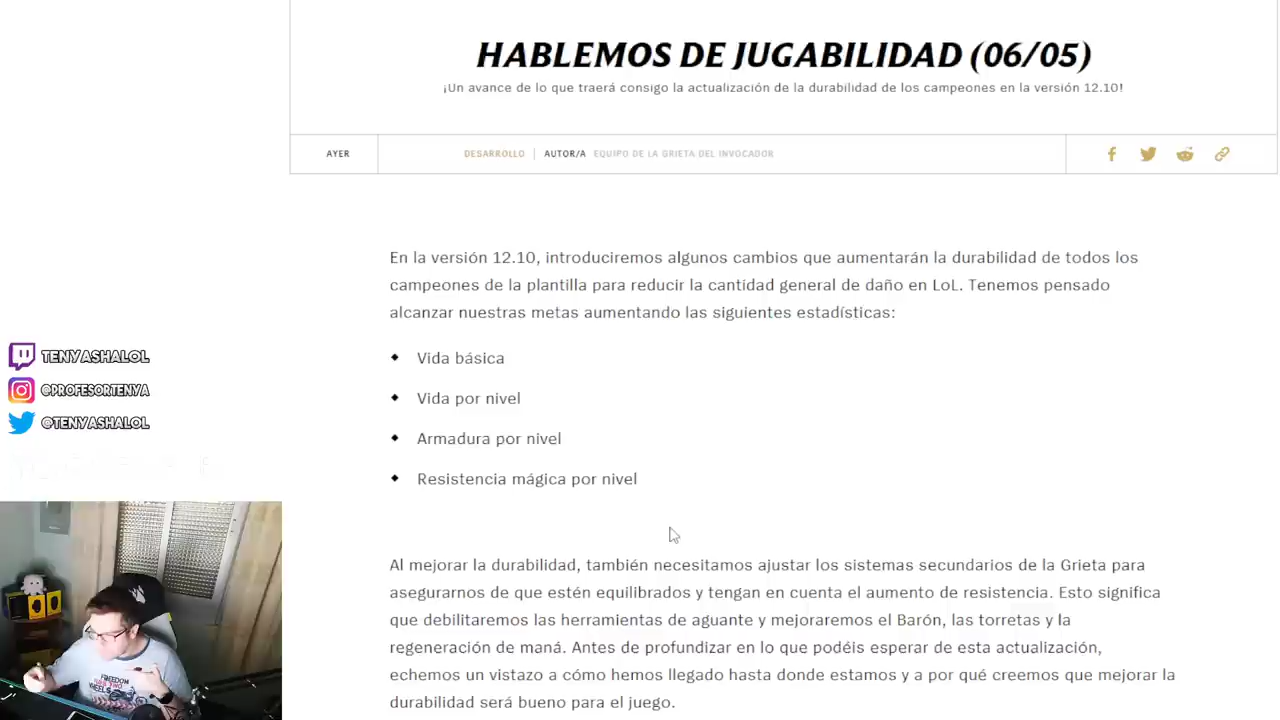 HABLEMOS DE JUGABILIDAD (06/05)
¡Un avance de lo que traerá consigo la actualización de la durabilidad de los campeones en la versión 12.10!
AYER
DESARROLLO | AUTOR/A EQUIPO DE LA GRIETA DEL INVOCADOR
En la versión 12.10, introduciremos algunos cambios que aumentarán la durabilidad de todos los
campeones de la plantilla para reducir la cantidad general de daño en LoL. Tenemos pensado
alcanzar nuestras metas aumentando las siguientes estadísticas:
Vida básica
Vida por nivel
Armadura por nivel
Resistencia mágica por nivel
Al mejorar la durabilidad, también necesitamos ajustar los sistemas secundarios de la Grieta para
asegurarnos de que estén equilibrados y tengan en cuenta el aumento de resistencia. Esto significa
que debilitaremos las herramientas de aguante y mejoraremos el Barón, las torretas y la
regeneración de maná. Antes de profundizar en lo que podéis esperar de esta actualización,
echemos un vistazo a cómo hemos llegado hasta donde estamos y a por qué creemos que mejorar la
durabilidad será bueno para el juego.
TENYASHALOL
@PROFESORTENYA
@TENYASHALOL
FREEDOM
WHEELS